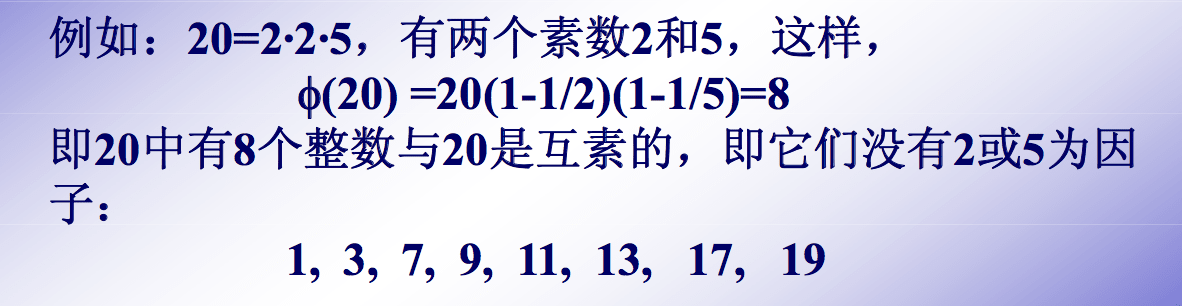 例如：20=2·2·5，有两个素数2和5，这样，
ϕ(20) =20(1-1/2)(1-1/5)=8
即20中有8个整数与20是互素的，即它们没有2或5为因
子：
1, 3, 7, 9, 11, 13, 17, 19